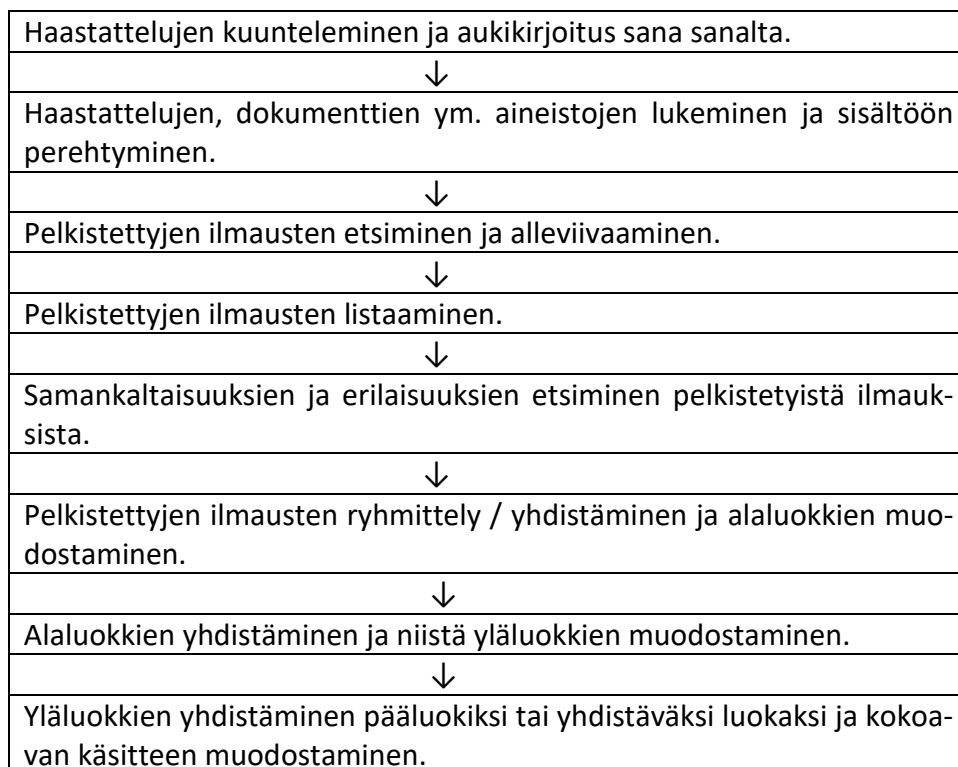 Haastattelujen kuunteleminen ja aukikirjoitus sana sanalta.
↓
Haastattelujen, dokumenttien ym. aineistojen lukeminen ja sisältöön
perehtyminen.
↓
Pelkistettyjen ilmausten etsiminen ja alleviivaaminen.
↓
Pelkistettyjen ilmausten listaaminen.
↓
Samankaltaisuuksien ja erilaisuuksien etsiminen pelkistetyistä ilmauk-
sista.
↓
Pelkistettyjen ilmausten ryhmittely / yhdistäminen ja alaluokkien muo-
dostaminen.
↓
Alaluokkien yhdistäminen ja niistä yläluokkien muodostaminen.
↓
Yläluokkien yhdistäminen pääluokiksi tai yhdistäväksi luokaksi ja kokoa-
van käsitteen muodostaminen.